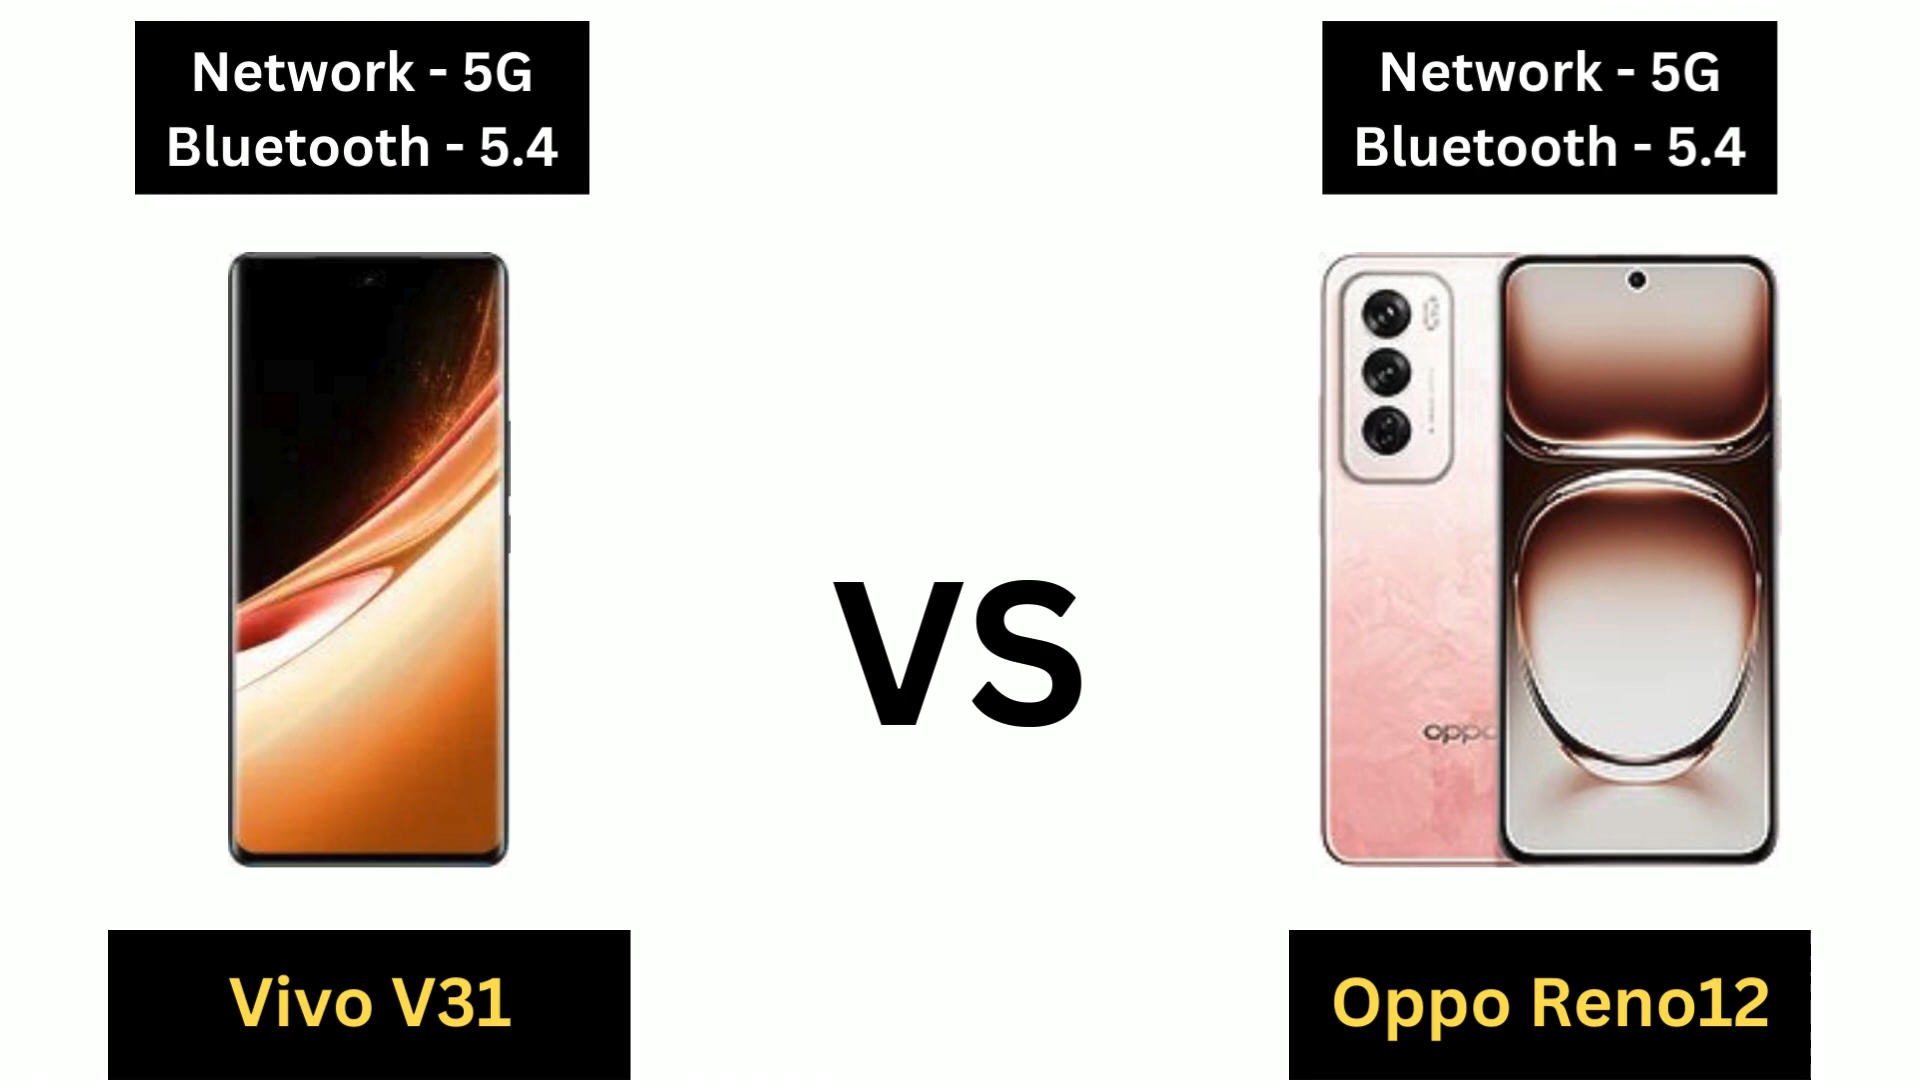 Network - 5G
Bluetooth - 5.4
Network - 5G
Bluetooth - 5.4
VS
oppo
Vivo V31
Oppo Reno12